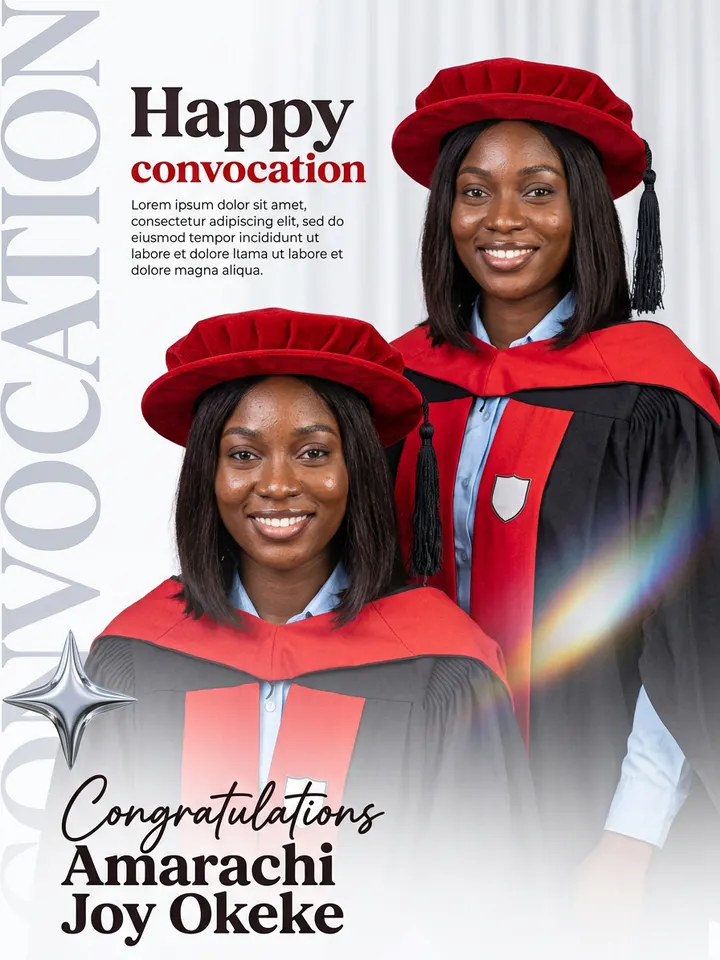 CONVOCATION
Happy
convocation
Lorem ipsum dolor sit amet,
consectetur adipiscing elit, sed do
eiusmod tempor incididunt ut
labore et dolore ltama ut labore et
dolore magna aliqua.
Congratulations
Amarachi
Joy Okeke